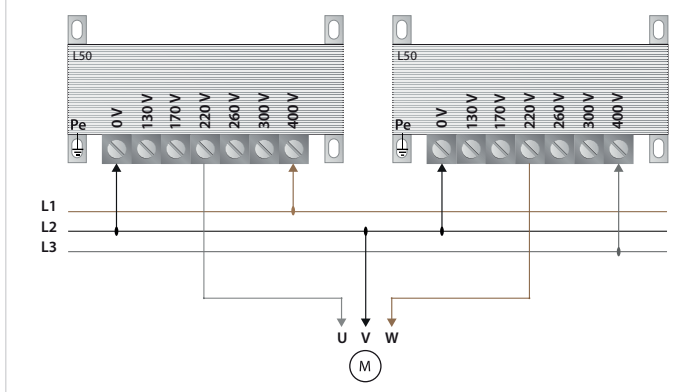 L50
Pe
0 V
130 V
170 V
220 V
260 V
300 V
400 V
L50
Pe
0 V
130 V
170 V
220 V
260 V
300 V
400 V
L1
L2
L3
U V W
M